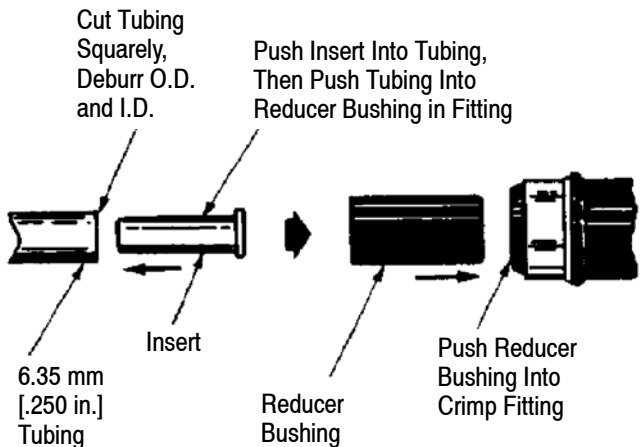 Cut Tubing
Squarely,
Deburr O.D.
and I.D.
Push Insert Into Tubing,
Then Push Tubing Into
Reducer Bushing in Fitting
Insert
6.35 mm
[.250 in.]
Tubing
Reducer
Bushing
Push Reducer
Bushing Into
Crimp Fitting